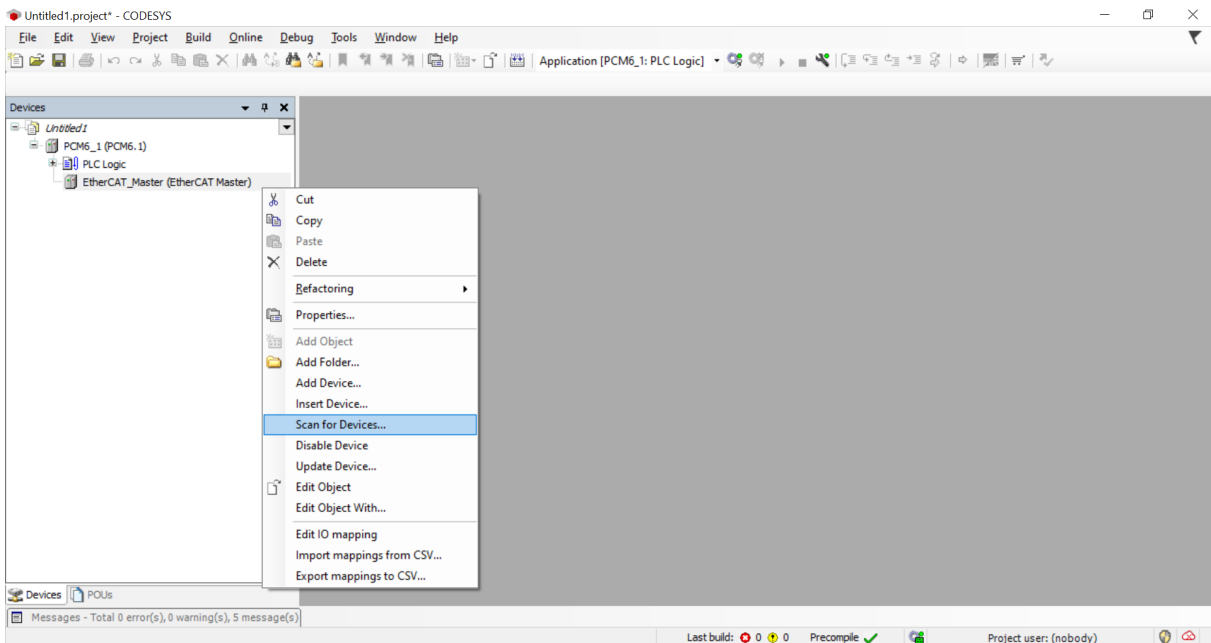 Untitled1.project* - CODESYS
File Edit View Project Build Online Debug Tools Window Help
Application [PCM6_1: PLC Logic]
Devices
Untitled1
PCM6_1 (PCM6.1)
PLC Logic
EtherCAT_Master (EtherCAT Master)
Cut
Copy
Paste
Delete
Refactoring
Properties...
Add Object
Add Folder...
Add Device...
Insert Device...
Scan for Devices...
Disable Device
Update Device...
Edit Object
Edit Object With...
Edit IO mapping
Import mappings from CSV...
Export mappings to CSV...
Devices POUs
Messages - Total 0 error(s), 0 warning(s), 5 message(s)
Last build: 0 0 Precompile Project user: (nobody)